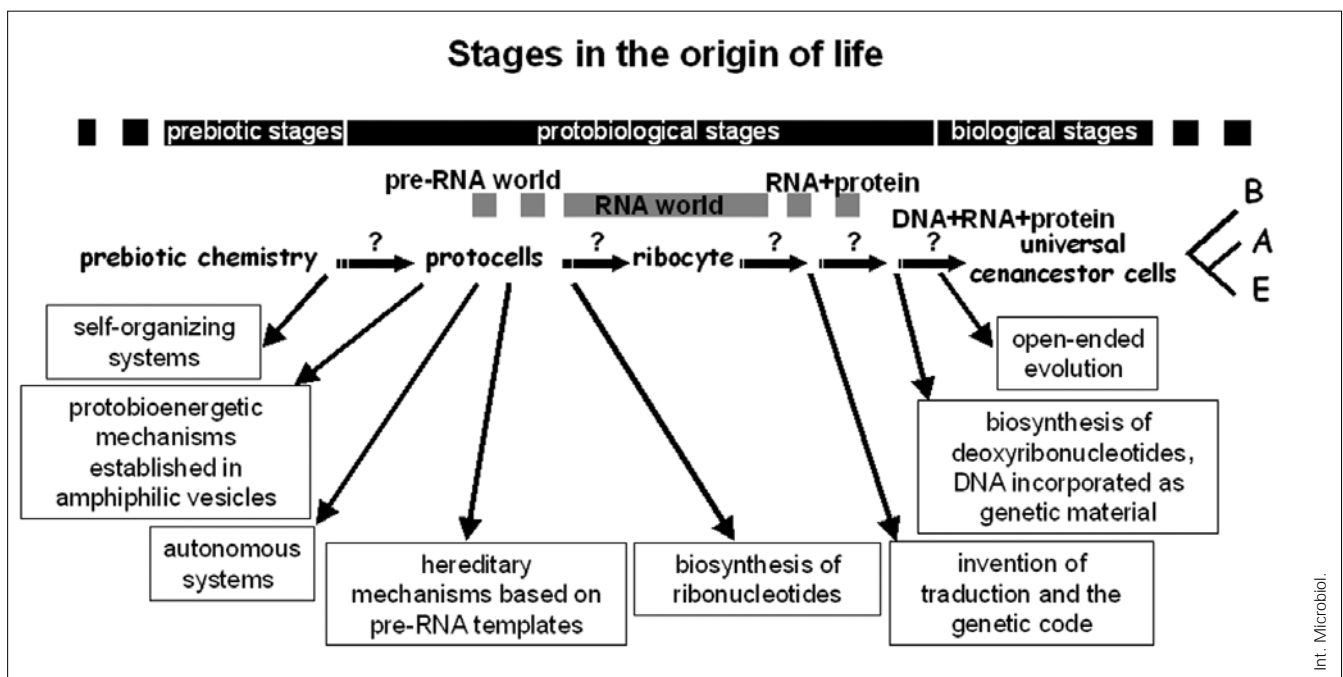 Stages in the origin of life
prebiotic stages
protobiological stages
biological stages
pre-RNA world
RNA+protein
RNA world
DNA+RNA+protein
B
A
E
?
?
?
?
?
prebiotic chemistry
protocells
ribocyte
universal
cenancestor cells
self-organizing
systems
open-ended
evolution
protobioenergetic
mechanisms
established in
amphiphilic vesicles
biosynthesis of
deoxyribonucleotides,
DNA incorporated as
genetic material
autonomous
systems
hereditary
mechanisms based on
pre-RNA templates
biosynthesis of
ribonucleotides
invention of
traduction and the
genetic code
Int. Microbiol.